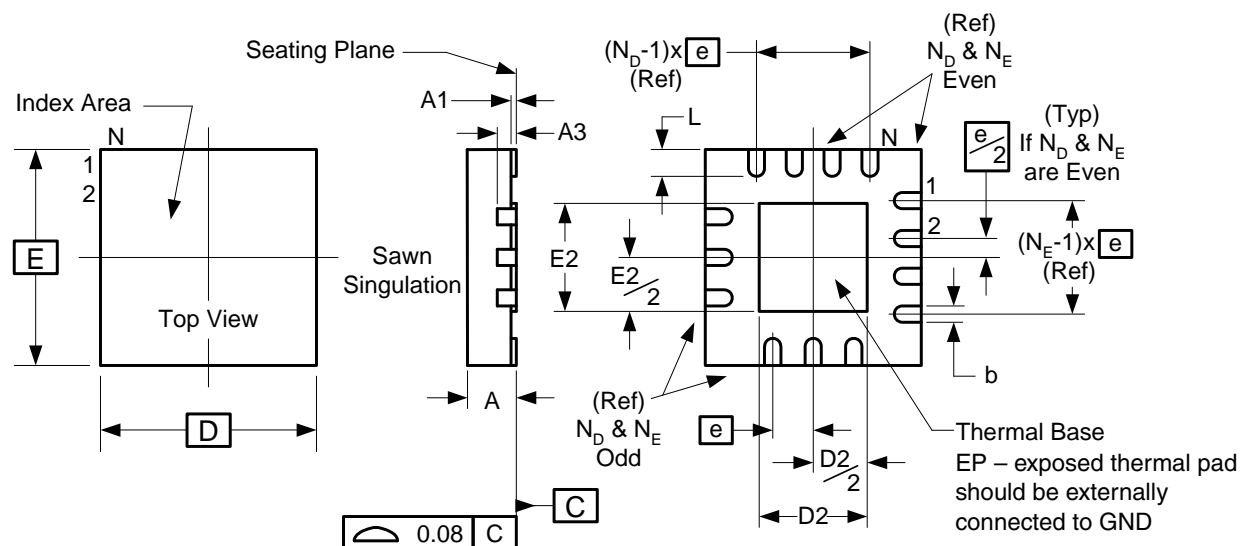 Seating Plane
Index Area
N
1
2
E
Top View
D
A1
A3
Sawn
Singulation
A
C
0.08 C
(N_D-1)x e
(Ref)
L
(Ref)
N_D & N_E
Even
N
e/2
(Typ)
If N_D & N_E
are Even
1
2
(N_E-1)x e
(Ref)
E2
E2/2
b
(Ref)
N_D & N_E
Odd
e
D2/2
D2
Thermal Base
EP – exposed thermal pad
should be externally
connected to GND